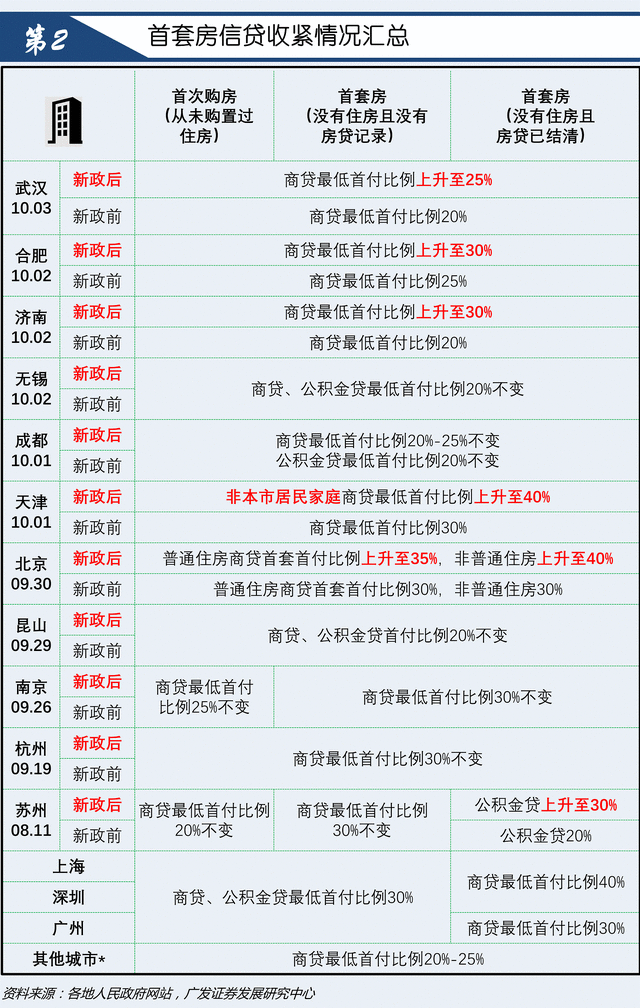 第2
首套房信贷收紧情况汇总
首次购房
(从未购置过
住房)
首套房
(没有住房且没有
房贷记录)
首套房
(没有住房且
房贷已结清)
武汉
10.03
新政后
商贷最低首付比例上升至25%
新政前
商贷最低首付比例20%
合肥
10.02
新政后
商贷最低首付比例上升至30%
新政前
商贷最低首付比例25%
济南
10.02
新政后
商贷最低首付比例上升至30%
新政前
商贷最低首付比例20%
无锡
10.02
新政后
新政前
商贷、公积金贷最低首付比例20%不变
成都
10.01
新政后
新政前
商贷最低首付比例20%-25%不变
公积金贷最低首付比例20%不变
天津
10.01
新政后
非本市居民家庭商贷最低首付比例上升至40%
新政前
商贷最低首付比例30%
北京
09.30
新政后
普通住房商贷首套首付比例上升至35%，非普通住房上升至40%
新政前
普通住房商贷首套首付比例30%，非普通住房30%
昆山
09.29
新政后
新政前
商贷、公积金贷首付比例20%不变
南京
09.26
新政后
新政前
商贷最低首付
比例25%不变
商贷最低首付比例30%不变
杭州
09.19
新政后
新政前
商贷最低首付比例30%不变
苏州
08.11
新政后
新政前
商贷最低首付比例
20%不变
商贷最低首付比例
30%不变
公积金贷上升至30%
公积金贷20%
上海
深圳
广州
商贷、公积金贷最低首付比例30%
商贷最低首付比例40%
商贷最低首付比例30%
其他城市*
商贷最低首付比例20%-25%
资料来源：各地人民政府网站，广发证券发展研究中心